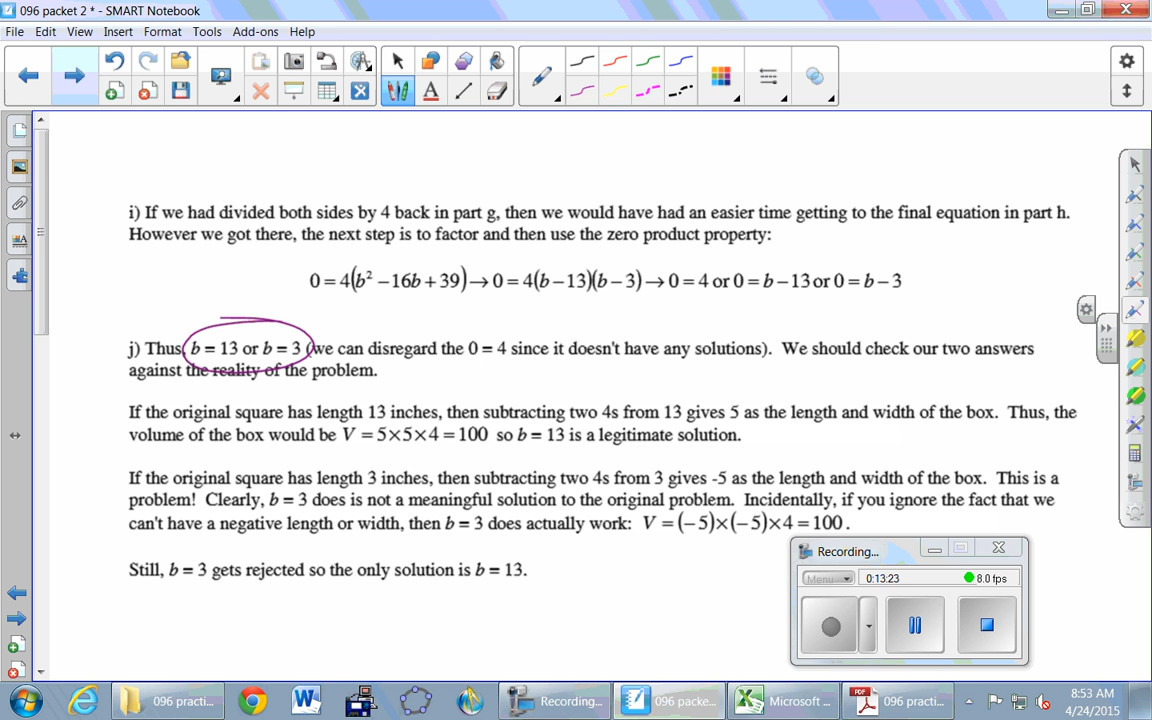 096 packet 2 * - SMART Notebook
File Edit View Insert Format Tools Add-ons Help
i) If we had divided both sides by 4 back in part g, then we would have had an easier time getting to the final equation in part h.
However we got there, the next step is to factor and then use the zero product property:
0 = 4(b² − 16b + 39) → 0 = 4(b − 13)(b − 3) → 0 = 4 or 0 = b − 13 or 0 = b − 3
j) Thus, b = 13 or b = 3 (we can disregard the 0 = 4 since it doesn't have any solutions). We should check our two answers
against the reality of the problem.
If the original square has length 13 inches, then subtracting two 4s from 13 gives 5 as the length and width of the box. Thus, the
volume of the box would be V = 5×5×4 = 100 so b = 13 is a legitimate solution.
If the original square has length 3 inches, then subtracting two 4s from 3 gives -5 as the length and width of the box. This is a
problem! Clearly, b = 3 does is not a meaningful solution to the original problem. Incidentally, if you ignore the fact that we
can't have a negative length or width, then b = 3 does actually work: V = (−5)×(−5)×4 = 100.
Still, b = 3 gets rejected so the only solution is b = 13.
Recording...
Menu 0:13:23 8.0 fps
096 practi... Recording... 096 packe... Microsoft ... 096 practi... 8:53 AM
4/24/2015